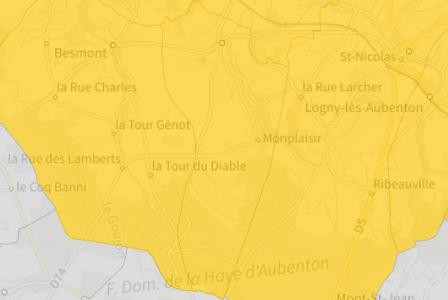 Besmont
St-Nicolas
la Rue Charles
la Rue Larcher
Logny-lès-Aubenton
la Tour Génot
Monplaisir
la Rue des Lamberts
la Tour du Diable
le Coq Banni
Ribeauville
le Goujon
D5
F. Dom. de la Haye d'Aubenton
D74
Mont-St-Jean